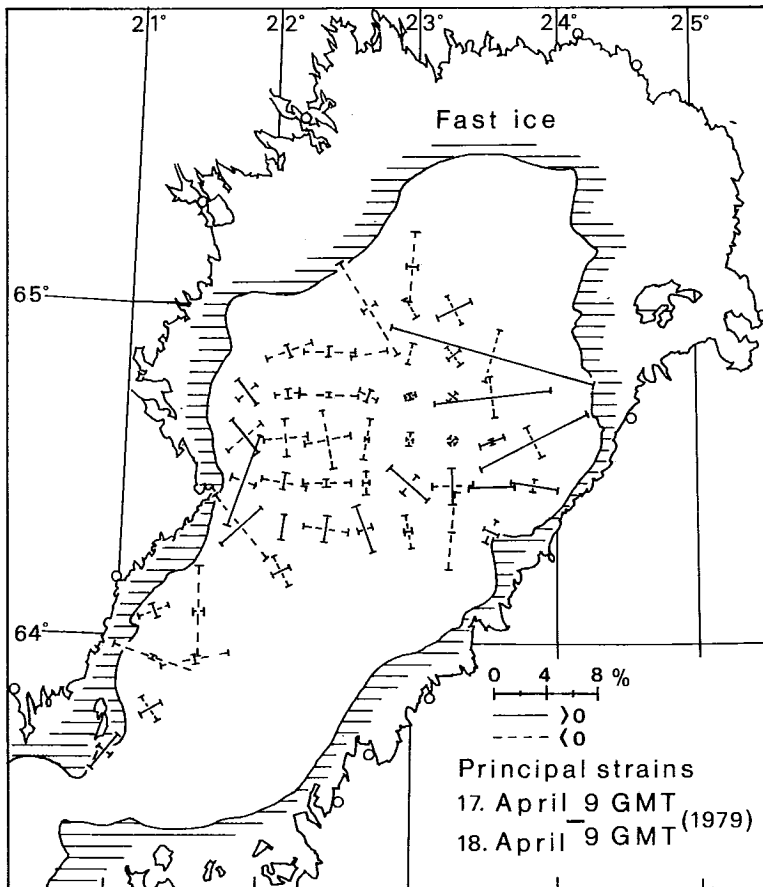 21° 22° 23° 24° 25°
Fast ice
65°
64°
0 4 8 %
>0
<0
Principal strains
17. April 9 GMT
– (1979)
18. April 9 GMT